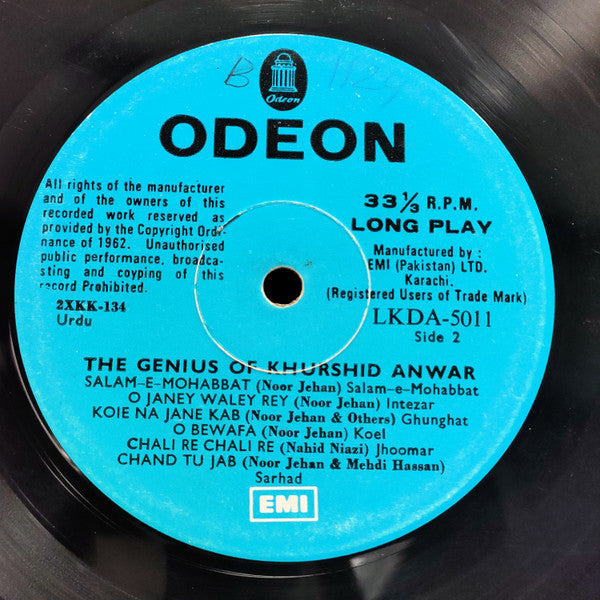 B
Odeon
ODEON
All rights of the manufacturer
and of the owners of this
recorded work reserved as
provided by the Copyright Ordi-
nance of 1962. Unauthorised
public performance, broadca-
sting and coyping of this
record Prohibited.
2XKK-134
Urdu
33⅓ R.P.M.
LONG PLAY
Manufactured by :
EMI (Pakistan) LTD.
Karachi.
(Registered Users of Trade Mark)
LKDA-5011
Side 2
THE GENIUS OF KHURSHID ANWAR
SALAM-E-MOHABBAT (Noor Jehan) Salam-e-Mohabbat
O JANEY WALEY REY (Noor Jehan) Intezar
KOIE NA JANE KAB (Noor Jehan & Others) Ghunghat
O BEWAFA (Noor Jehan) Koel
CHALI RE CHALI RE (Nahid Niazi) Jhoomar
CHAND TU JAB (Noor Jehan & Mehdi Hassan)
Sarhad
EMI